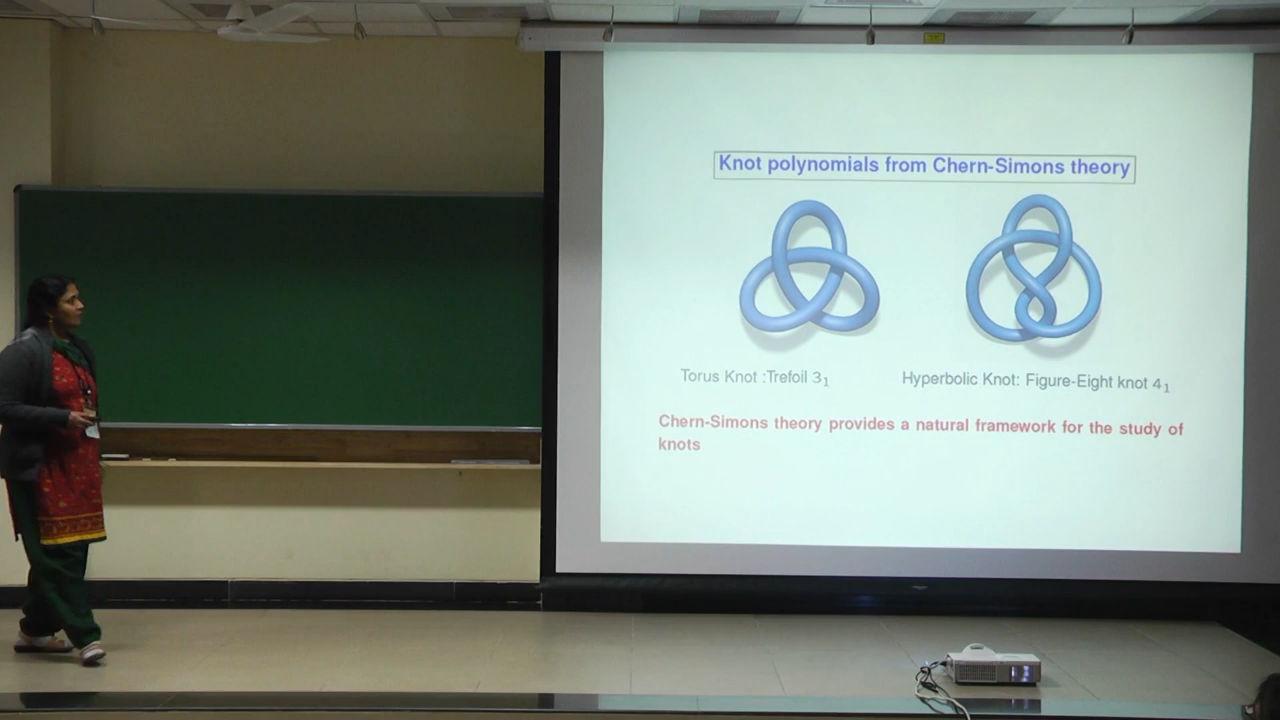 Knot polynomials from Chern-Simons theory
Torus Knot :Trefoil 3₁
Hyperbolic Knot: Figure-Eight knot 4₁
Chern-Simons theory provides a natural framework for the study of
knots